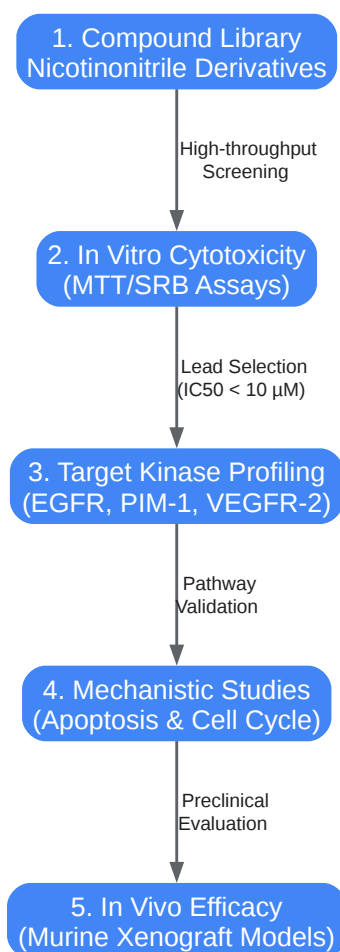 1. Compound Library
Nicotinonitrile Derivatives
High-throughput
Screening
2. In Vitro Cytotoxicity
(MTT/SRB Assays)
Lead Selection
(IC50 < 10 µM)
3. Target Kinase Profiling
(EGFR, PIM-1, VEGFR-2)
Pathway
Validation
4. Mechanistic Studies
(Apoptosis & Cell Cycle)
Preclinical
Evaluation
5. In Vivo Efficacy
(Murine Xenograft Models)